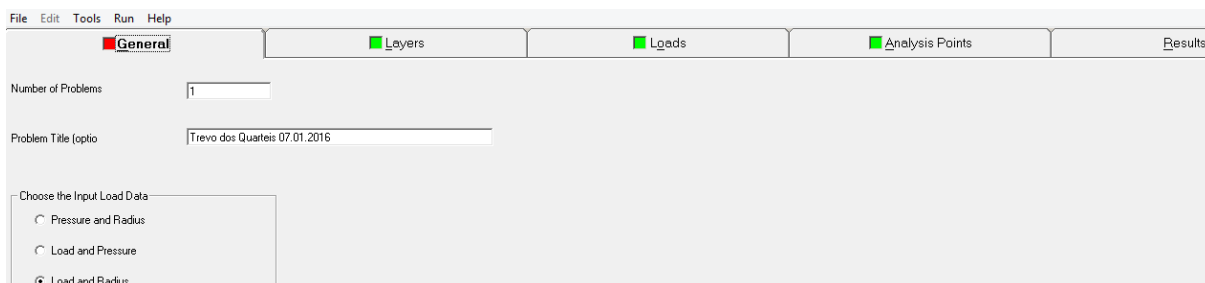 File Edit Tools Run Help
General Layers Loads Analysis Points Results
Number of Problems 1
Problem Title (optio Trevo dos Quarteis 07.01.2016
Choose the Input Load Data
Pressure and Radius
Load and Pressure
Load and Radius